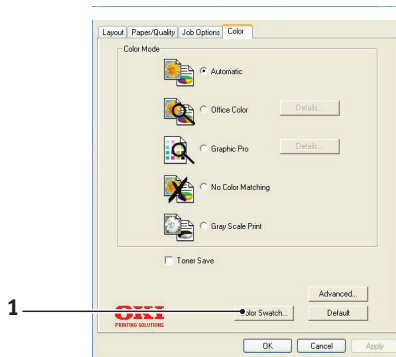 Layout Paper/Quality Job Options Color
Color Mode
Automatic
Office Color Details...
Graphic Pro Details...
No Color Matching
Gray Scale Print
Toner Save
Advanced...
1 Color Swatch... Default
OKI
PRINTING SOLUTIONS
OK Cancel Apply